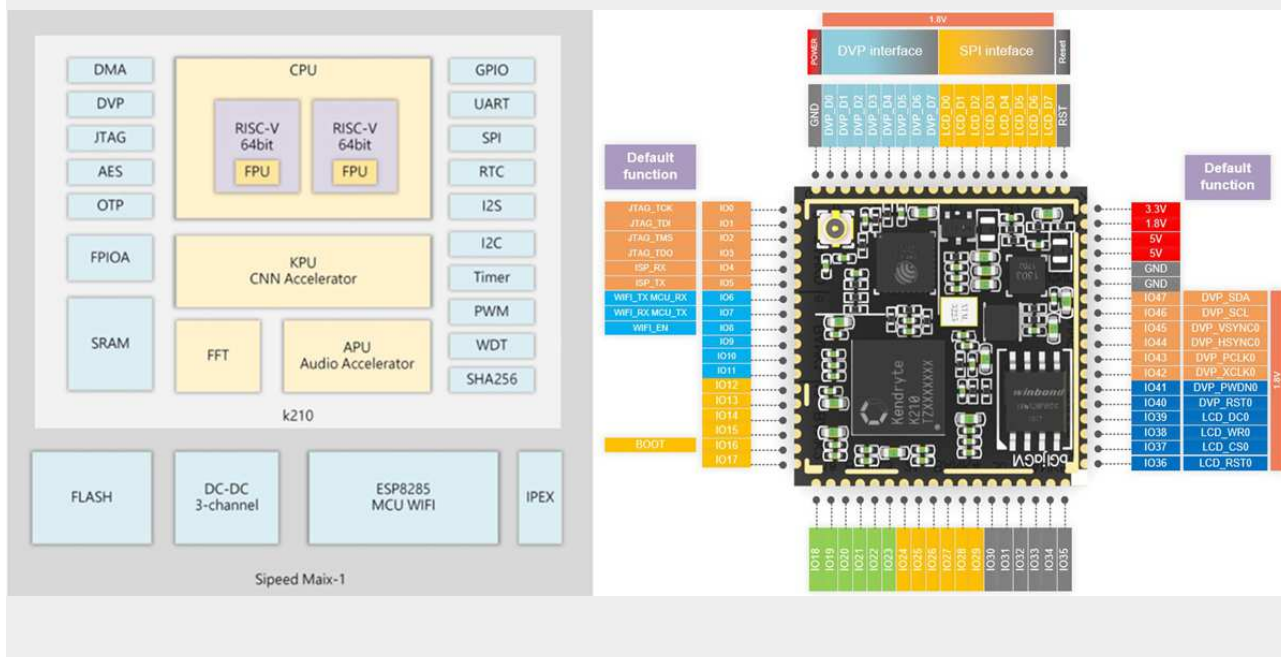 DMA
DVP
JTAG
AES
OTP
FPIOA
SRAM
CPU
RISC-V
64bit
FPU
RISC-V
64bit
FPU
KPU
CNN Accelerator
FFT
APU
Audio Accelerator
GPIO
UART
SPI
RTC
I2S
I2C
Timer
PWM
WDT
SHA256
k210
FLASH
DC-DC
3-channel
ESP8285
MCU WIFI
IPEX
Sipeed Maix-1
1.8V
POWER
DVP interface
SPI inteface
Reset
GND
DVP_D0
DVP_D1
DVP_D2
DVP_D3
DVP_D4
DVP_D5
DVP_D6
DVP_D7
LCD_D0
LCD_D1
LCD_D2
LCD_D3
LCD_D4
LCD_D5
LCD_D6
LCD_D7
RST
Default
function
JTAG_TCK IO0
JTAG_TDI IO1
JTAG_TMS IO2
JTAG_TDO IO3
ISP_RX IO4
ISP_TX IO5
WIFI_TX MCU_RX IO6
WIFI_RX MCU_TX IO7
WIFI_EN IO8
IO9
IO10
IO11
IO12
IO13
IO14
IO15
BOOT IO16
IO17
Kendryte
K210
TZXXXXXXX
winbond
Default
function
3.3V
1.8V
5V
5V
GND
GND
IO47 DVP_SDA
IO46 DVP_SCL
IO45 DVP_VSYNC0
IO44 DVP_HSYNC0
IO43 DVP_PCLK0
IO42 DVP_XCLK0
IO41 DVP_PWDN0
IO40 DVP_RST0
IO39 LCD_DC0
IO38 LCD_WR0
IO37 LCD_CS0
IO36 LCD_RST0
1.8V
IO18
IO19
IO20
IO21
IO22
IO23
IO24
IO25
IO26
IO27
IO28
IO29
IO30
IO31
IO32
IO33
IO34
IO35